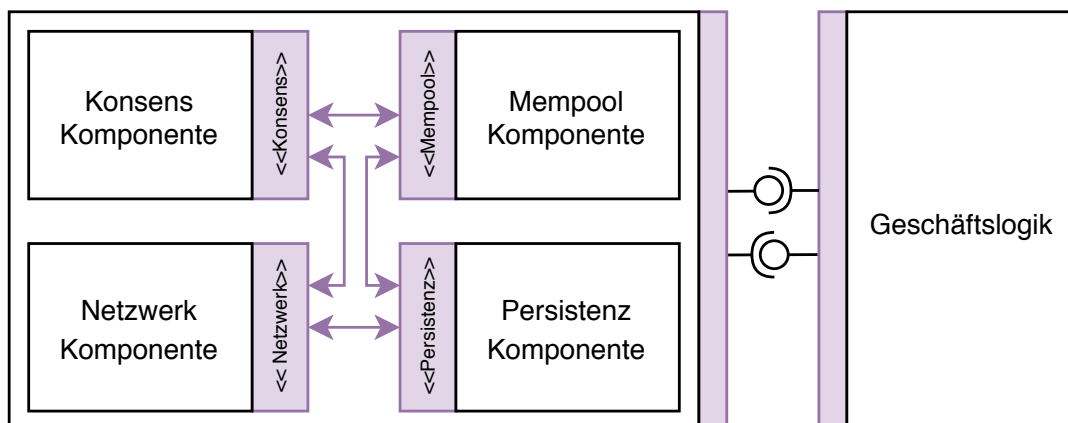 Konsens
Komponente
<<Konsens>>
<<Mempool>>
Mempool
Komponente
Netzwerk
Komponente
<< Netzwerk>>
<<Persistenz>>
Persistenz
Komponente
Geschäftslogik